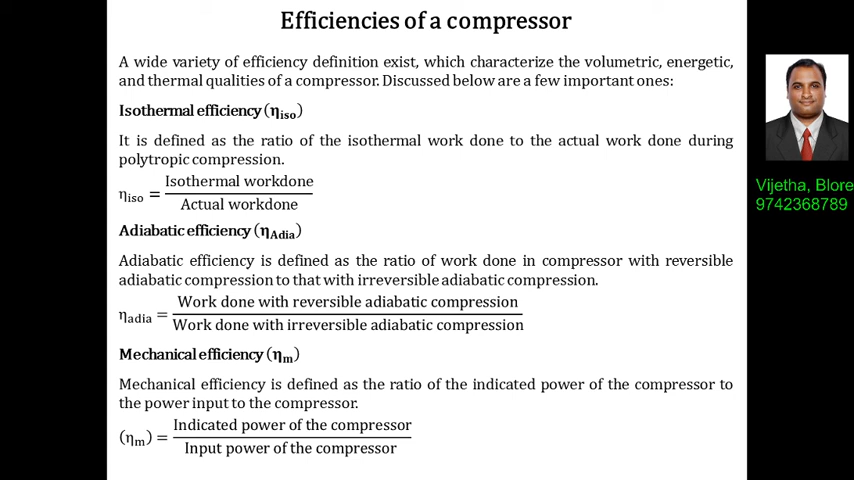 Efficiencies of a compressor
A wide variety of efficiency definition exist, which characterize the volumetric, energetic,
and thermal qualities of a compressor. Discussed below are a few important ones:
Isothermal efficiency (ηiso)
It is defined as the ratio of the isothermal work done to the actual work done during
polytropic compression.
ηiso = Isothermal workdone
Actual workdone
Adiabatic efficiency (ηAdia)
Adiabatic efficiency is defined as the ratio of work done in compressor with reversible
adiabatic compression to that with irreversible adiabatic compression.
ηadia = Work done with reversible adiabatic compression
Work done with irreversible adiabatic compression
Mechanical efficiency (ηm)
Mechanical efficiency is defined as the ratio of the indicated power of the compressor to
the power input to the compressor.
(ηm) = Indicated power of the compressor
Input power of the compressor
Vijetha, Blore
9742368789